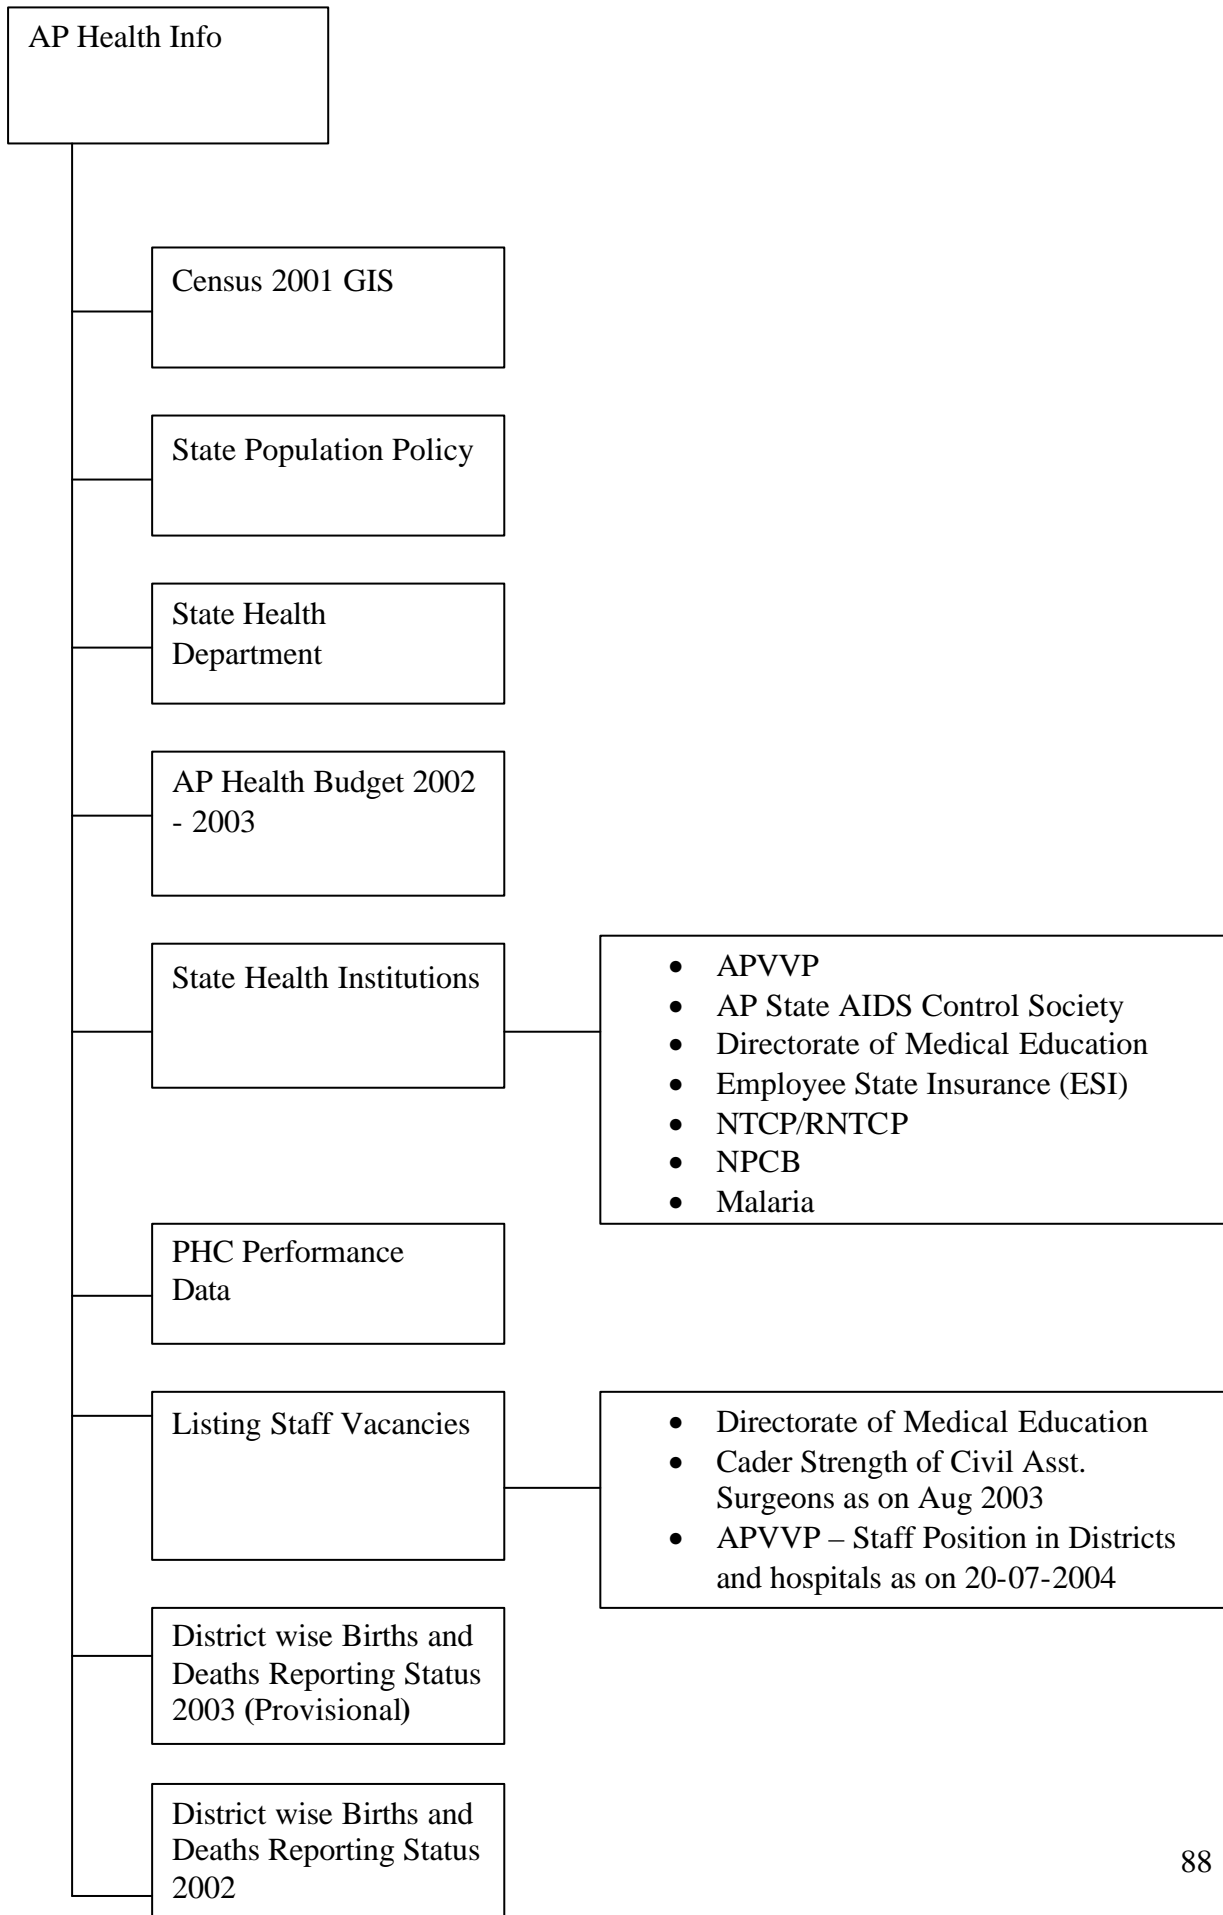 AP Health Info
Census 2001 GIS
State Population Policy
State Health
Department
AP Health Budget 2002
- 2003
State Health Institutions
• APVVP
• AP State AIDS Control Society
• Directorate of Medical Education
• Employee State Insurance (ESI)
• NTCP/RNTCP
• NPCB
• Malaria
PHC Performance
Data
Listing Staff Vacancies
• Directorate of Medical Education
• Cader Strength of Civil Asst.
Surgeons as on Aug 2003
• APVVP – Staff Position in Districts
and hospitals as on 20-07-2004
District wise Births and
Deaths Reporting Status
2003 (Provisional)
District wise Births and
Deaths Reporting Status
2002
88